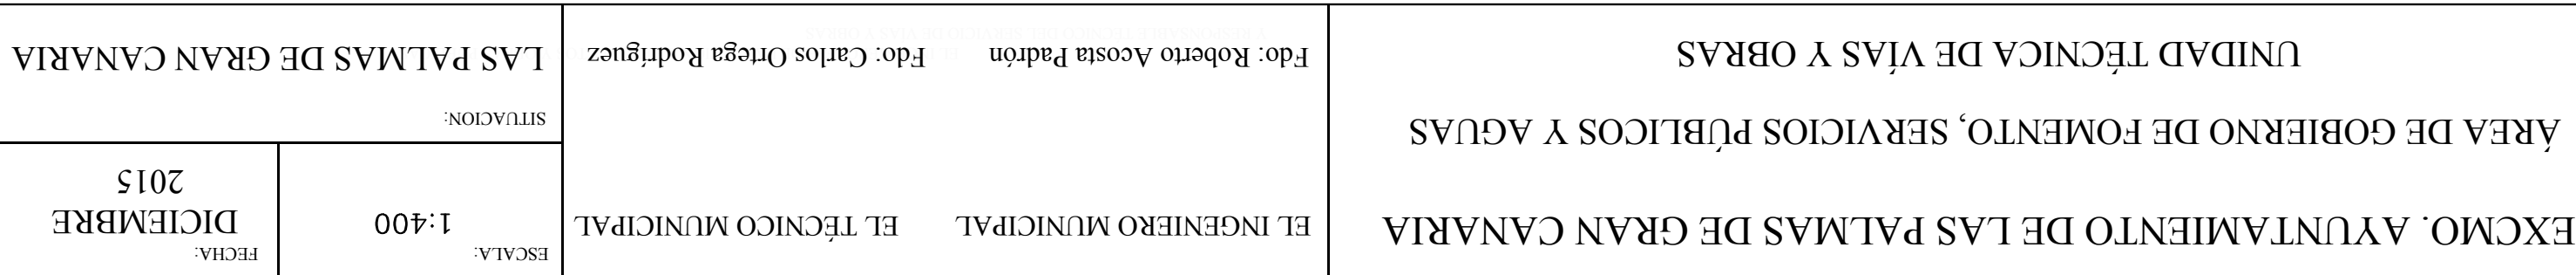 EXCMO. AYUNTAMIENTO DE LAS PALMAS DE GRAN CANARIA
ÁREA DE GOBIERNO DE FOMENTO, SERVICIOS PÚBLICOS Y AGUAS
UNIDAD TÉCNICA DE VÍAS Y OBRAS
EL INGENIERO MUNICIPAL
EL TÉCNICO MUNICIPAL
Fdo: Roberto Acosta Padrón
Fdo: Carlos Ortega Rodríguez
ESCALA:
1:400
FECHA:
DICIEMBRE
2015
SITUACION:
LAS PALMAS DE GRAN CANARIA